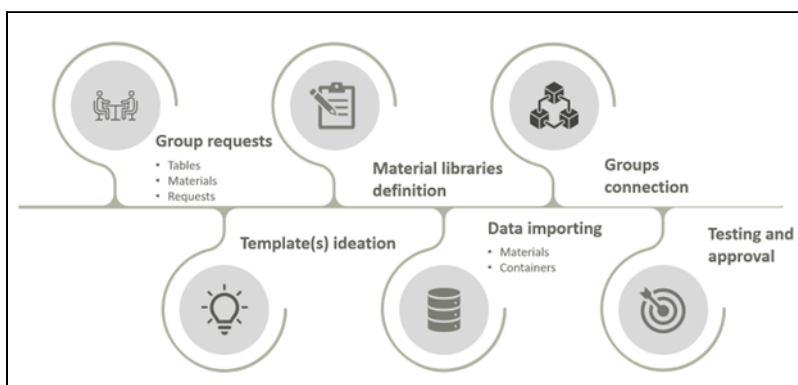 Group requests
• Tables
• Materials
• Requests
Template(s) ideation
Material libraries
definition
Data importing
• Materials
• Containers
Groups
connection
Testing and
approval